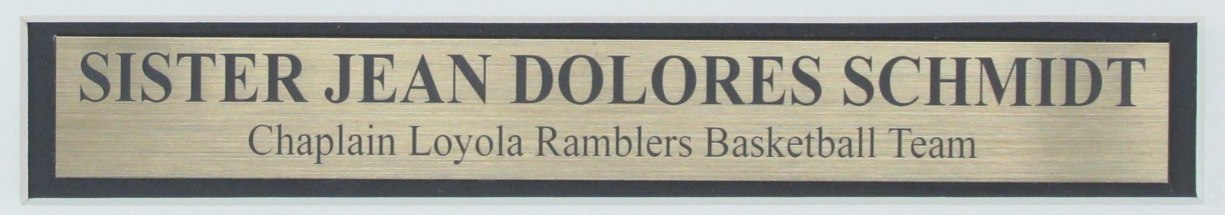 SISTER JEAN DOLORES SCHMIDT
Chaplain Loyola Ramblers Basketball Team